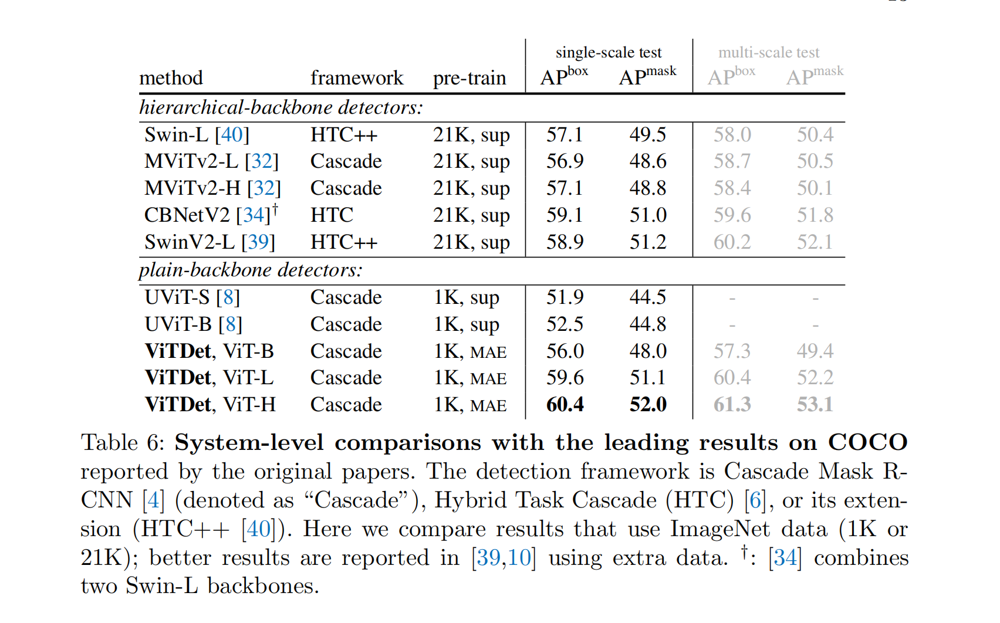 single-scale test multi-scale test
method framework pre-train APbox APmask APbox APmask
hierarchical-backbone detectors:
Swin-L [40] HTC++ 21K, sup 57.1 49.5 58.0 50.4
MViTv2-L [32] Cascade 21K, sup 56.9 48.6 58.7 50.5
MViTv2-H [32] Cascade 21K, sup 57.1 48.8 58.4 50.1
CBNetV2 [34]† HTC 21K, sup 59.1 51.0 59.6 51.8
SwinV2-L [39] HTC++ 21K, sup 58.9 51.2 60.2 52.1
plain-backbone detectors:
UViT-S [8] Cascade 1K, sup 51.9 44.5 - -
UViT-B [8] Cascade 1K, sup 52.5 44.8 - -
ViTDet, ViT-B Cascade 1K, MAE 56.0 48.0 57.3 49.4
ViTDet, ViT-L Cascade 1K, MAE 59.6 51.1 60.4 52.2
ViTDet, ViT-H Cascade 1K, MAE 60.4 52.0 61.3 53.1
Table 6: System-level comparisons with the leading results on COCO
reported by the original papers. The detection framework is Cascade Mask R-
CNN [4] (denoted as “Cascade”), Hybrid Task Cascade (HTC) [6], or its exten-
sion (HTC++ [40]). Here we compare results that use ImageNet data (1K or
21K); better results are reported in [39,10] using extra data. †: [34] combines
two Swin-L backbones.